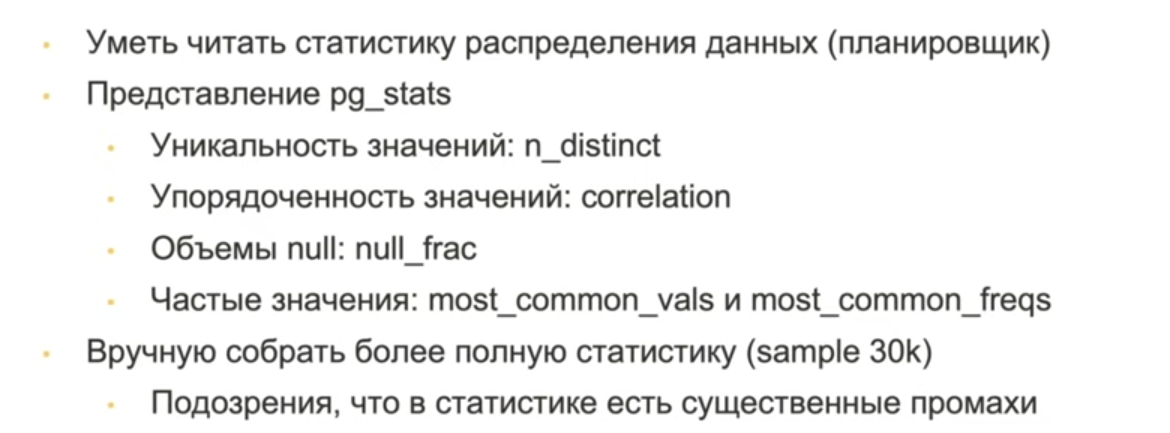 Уметь читать статистику распределения данных (планировщик)
Представление pg_stats
Уникальность значений: n_distinct
Упорядоченность значений: correlation
Объемы null: null_frac
Частые значения: most_common_vals и most_common_freqs
Вручную собрать более полную статистику (sample 30k)
Подозрения, что в статистике есть существенные промахи